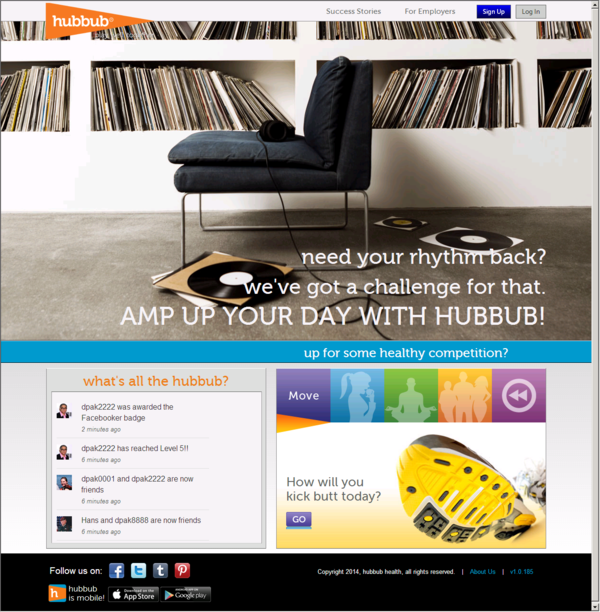 hubbub®
Success Stories
For Employers
Sign Up
Log In
need your rhythm back?
we've got a challenge for that.
AMP UP YOUR DAY WITH HUBBUB!
up for some healthy competition?
what's all the hubbub?
dpak2222 was awarded the
Facebooker badge
2 minutes ago
dpak2222 has reached Level 5!!
6 minutes ago
dpak0001 and dpak2222 are now
friends
6 minutes ago
Hans and dpak8888 are now friends
6 minutes ago
Move
How will you
kick butt today?
GO
Follow us on:
Copyright 2014, hubbub health, all rights reserved. | About Us | v1.0.185
hubbub
is mobile!
App Store
Google play